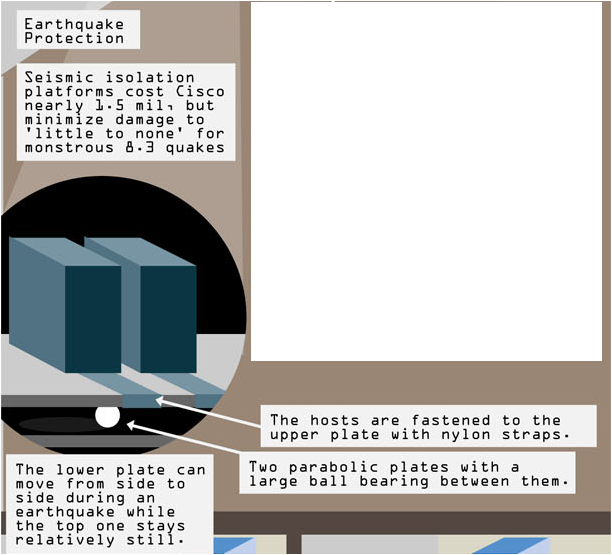 Earthquake
Protection
Seismic isolation
platforms cost Cisco
nearly 1.5 mil, but
minimize damage to
'little to none' for
monstrous 8.3 quakes
The hosts are fastened to the
upper plate with nylon straps.
Two parabolic plates with a
large ball bearing between them.
The lower plate can
move from side to
side during an
earthquake while
the top one stays
relatively still.